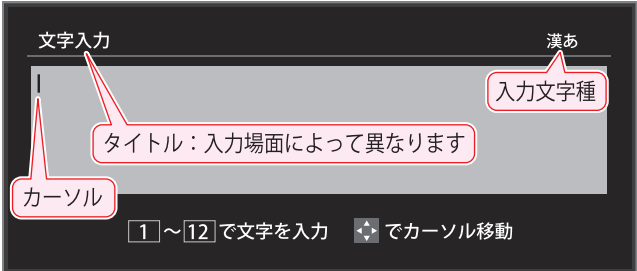 文字入力 漢あ
入力文字種
タイトル：入力場面によって異なります
カーソル
1～12で文字を入力 でカーソル移動